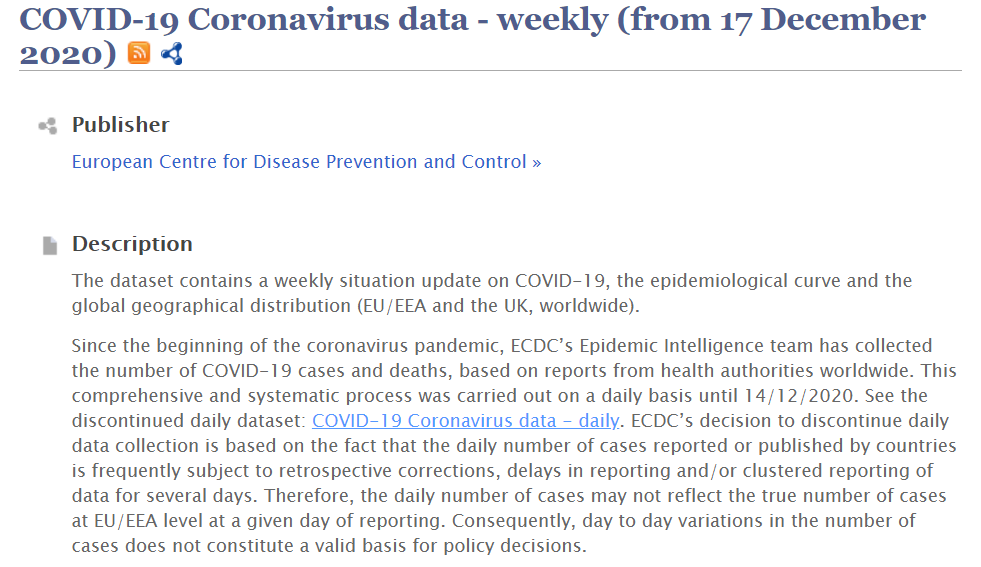 COVID-19 Coronavirus data - weekly (from 17 December
2020)
Publisher
European Centre for Disease Prevention and Control »
Description
The dataset contains a weekly situation update on COVID-19, the epidemiological curve and the
global geographical distribution (EU/EEA and the UK, worldwide).
Since the beginning of the coronavirus pandemic, ECDC’s Epidemic Intelligence team has collected
the number of COVID-19 cases and deaths, based on reports from health authorities worldwide. This
comprehensive and systematic process was carried out on a daily basis until 14/12/2020. See the
discontinued daily dataset: COVID-19 Coronavirus data - daily. ECDC’s decision to discontinue daily
data collection is based on the fact that the daily number of cases reported or published by countries
is frequently subject to retrospective corrections, delays in reporting and/or clustered reporting of
data for several days. Therefore, the daily number of cases may not reflect the true number of cases
at EU/EEA level at a given day of reporting. Consequently, day to day variations in the number of
cases does not constitute a valid basis for policy decisions.